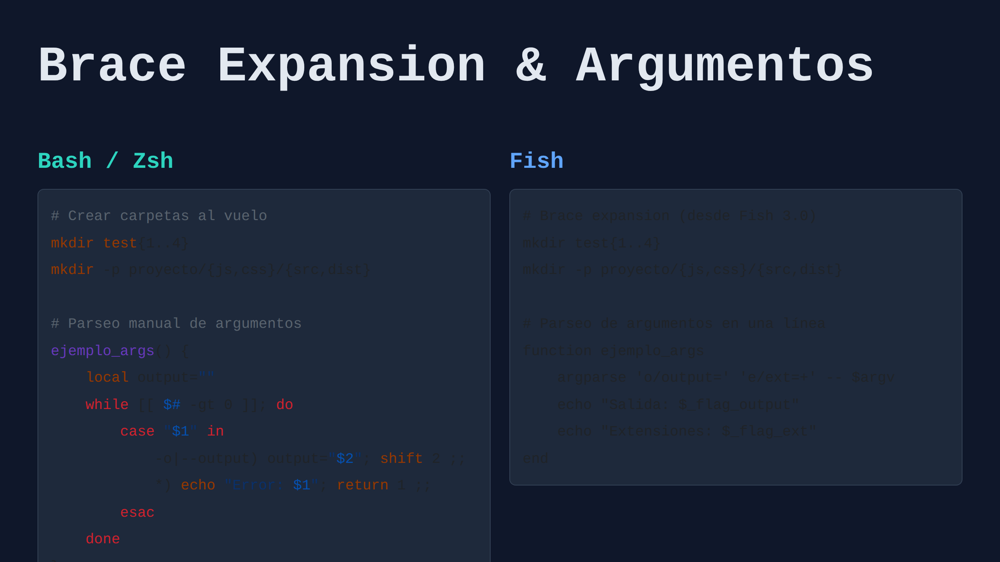 Brace Expansion & Argumentos
Bash / Zsh
# Crear carpetas al vuelo
mkdir test{1..4}
mkdir -p proyecto/{js,css}/{src,dist}
# Parseo manual de argumentos
ejemplo_args() {
    local output=""
    while [[ $# -gt 0 ]]; do
        case "$1" in
            -o|--output) output="$2"; shift 2 ;;
            *) echo "Error: $1"; return 1 ;;
        esac
    done
Fish
# Brace expansion (desde Fish 3.0)
mkdir test{1..4}
mkdir -p proyecto/{js,css}/{src,dist}
# Parseo de argumentos en una línea
function ejemplo_args
    argparse 'o/output=' 'e/ext=+' -- $argv
    echo "Salida: $_flag_output"
    echo "Extensiones: $_flag_ext"
end